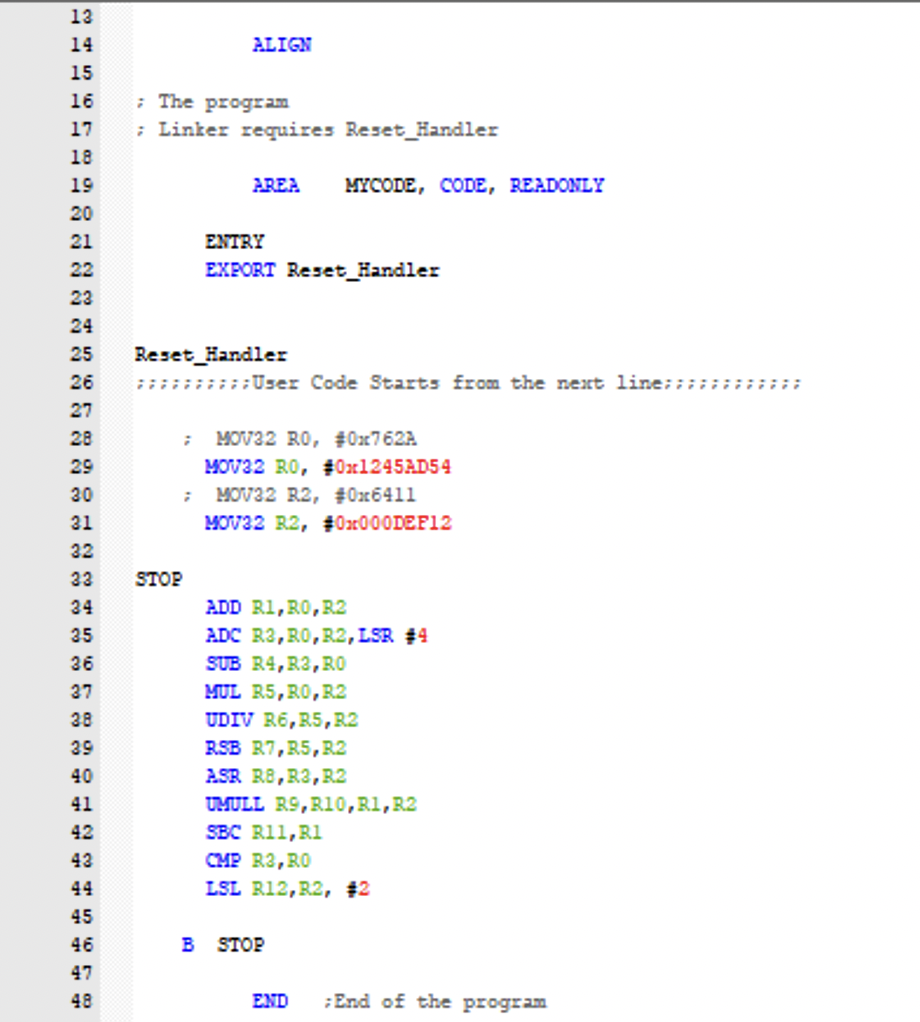 13
14 ALIGN
15
16 ; The program
17 ; Linker requires Reset_Handler
18
19 AREA MYCODE, CODE, READONLY
20
21 ENTRY
22 EXPORT Reset_Handler
23
24
25 Reset_Handler
26 ;;;;;;;;;;User Code Starts from the next line;;;;;;;;;;;;
27
28 ; MOV32 R0, #0x762A
29 MOV32 R0, #0x1245AD54
30 ; MOV32 R2, #0x6411
31 MOV32 R2, #0x000DEF12
32
33 STOP
34 ADD R1,R0,R2
35 ADC R3,R0,R2,LSR #4
36 SUB R4,R3,R0
37 MUL R5,R0,R2
38 UDIV R6,R5,R2
39 RSB R7,R5,R2
40 ASR R8,R3,R2
41 UMULL R9,R10,R1,R2
42 SBC R11,R1
43 CMP R3,R0
44 LSL R12,R2, #2
45
46 B STOP
47
48 END ;End of the program